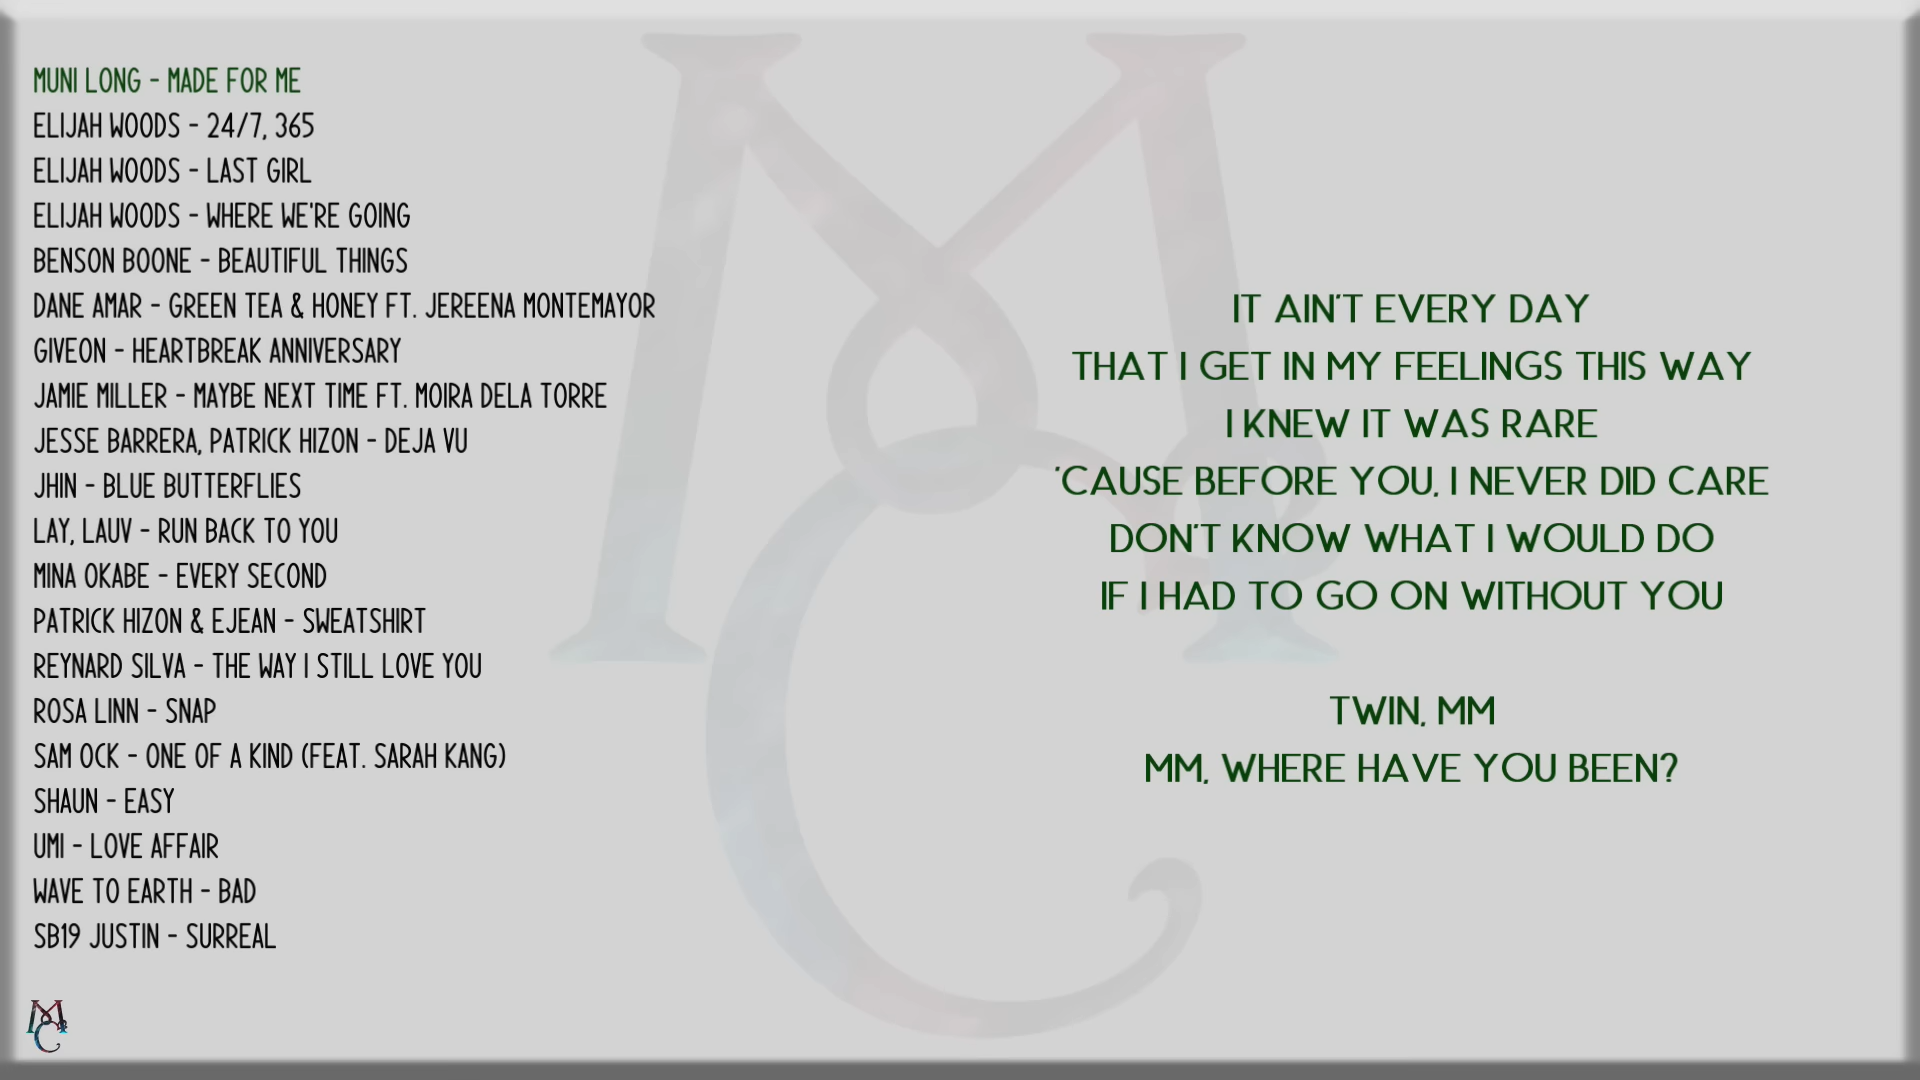 MUNI LONG - MADE FOR ME
ELIJAH WOODS - 24/7, 365
ELIJAH WOODS - LAST GIRL
ELIJAH WOODS - WHERE WE'RE GOING
BENSON BOONE - BEAUTIFUL THINGS
DANE AMAR - GREEN TEA & HONEY FT. JEREENA MONTEMAYOR
GIVEON - HEARTBREAK ANNIVERSARY
JAMIE MILLER - MAYBE NEXT TIME FT. MOIRA DELA TORRE
JESSE BARRERA, PATRICK HIZON - DEJA VU
JHIN - BLUE BUTTERFLIES
LAY, LAUV - RUN BACK TO YOU
MINA OKABE - EVERY SECOND
PATRICK HIZON & EJEAN - SWEATSHIRT
REYNARD SILVA - THE WAY I STILL LOVE YOU
ROSA LINN - SNAP
SAM OCK - ONE OF A KIND (FEAT. SARAH KANG)
SHAUN - EASY
UMI - LOVE AFFAIR
WAVE TO EARTH - BAD
SB19 JUSTIN - SURREAL
IT AIN'T EVERY DAY
THAT I GET IN MY FEELINGS THIS WAY
I KNEW IT WAS RARE
'CAUSE BEFORE YOU, I NEVER DID CARE
DON'T KNOW WHAT I WOULD DO
IF I HAD TO GO ON WITHOUT YOU
TWIN, MM
MM, WHERE HAVE YOU BEEN?
MC